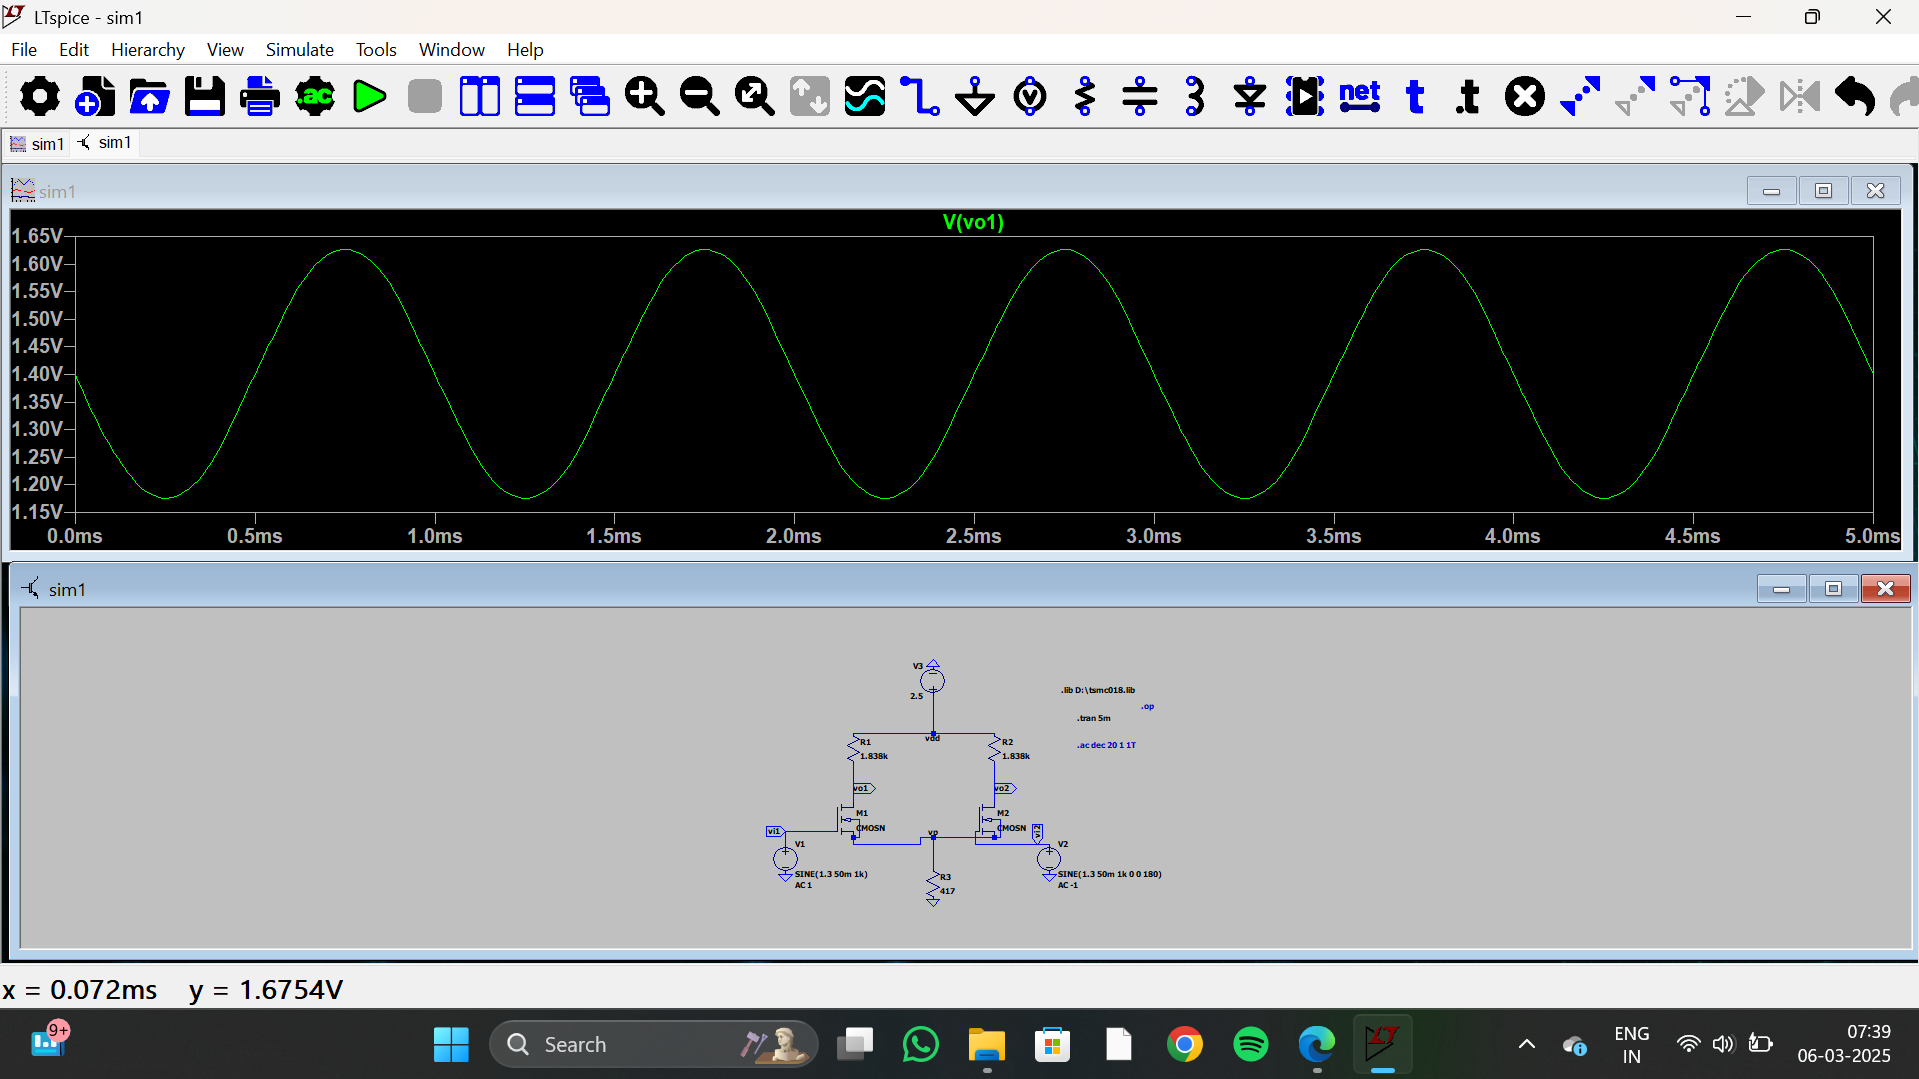 LTspice - sim1
File Edit Hierarchy View Simulate Tools Window Help
.ac net t .t
sim1 sim1
sim1
V(vo1)
1.65V
1.60V
1.55V
1.50V
1.45V
1.40V
1.35V
1.30V
1.25V
1.20V
1.15V
0.0ms 0.5ms 1.0ms 1.5ms 2.0ms 2.5ms 3.0ms 3.5ms 4.0ms 4.5ms 5.0ms
sim1
V3
2.5
.lib D:\tsmc018.lib
.op
.tran 5m
.ac dec 20 1 1T
vdd
R1
1.838k
R2
1.838k
vo1
vo2
M1
CMOSN
M2
CMOSN
vi1
vp
vi2
V1
SINE(1.3 50m 1k)
AC 1
V2
SINE(1.3 50m 1k 0 0 180)
AC -1
R3
417
x = 0.072ms y = 1.6754V
9+
Search
ENG
IN
07:39
06-03-2025